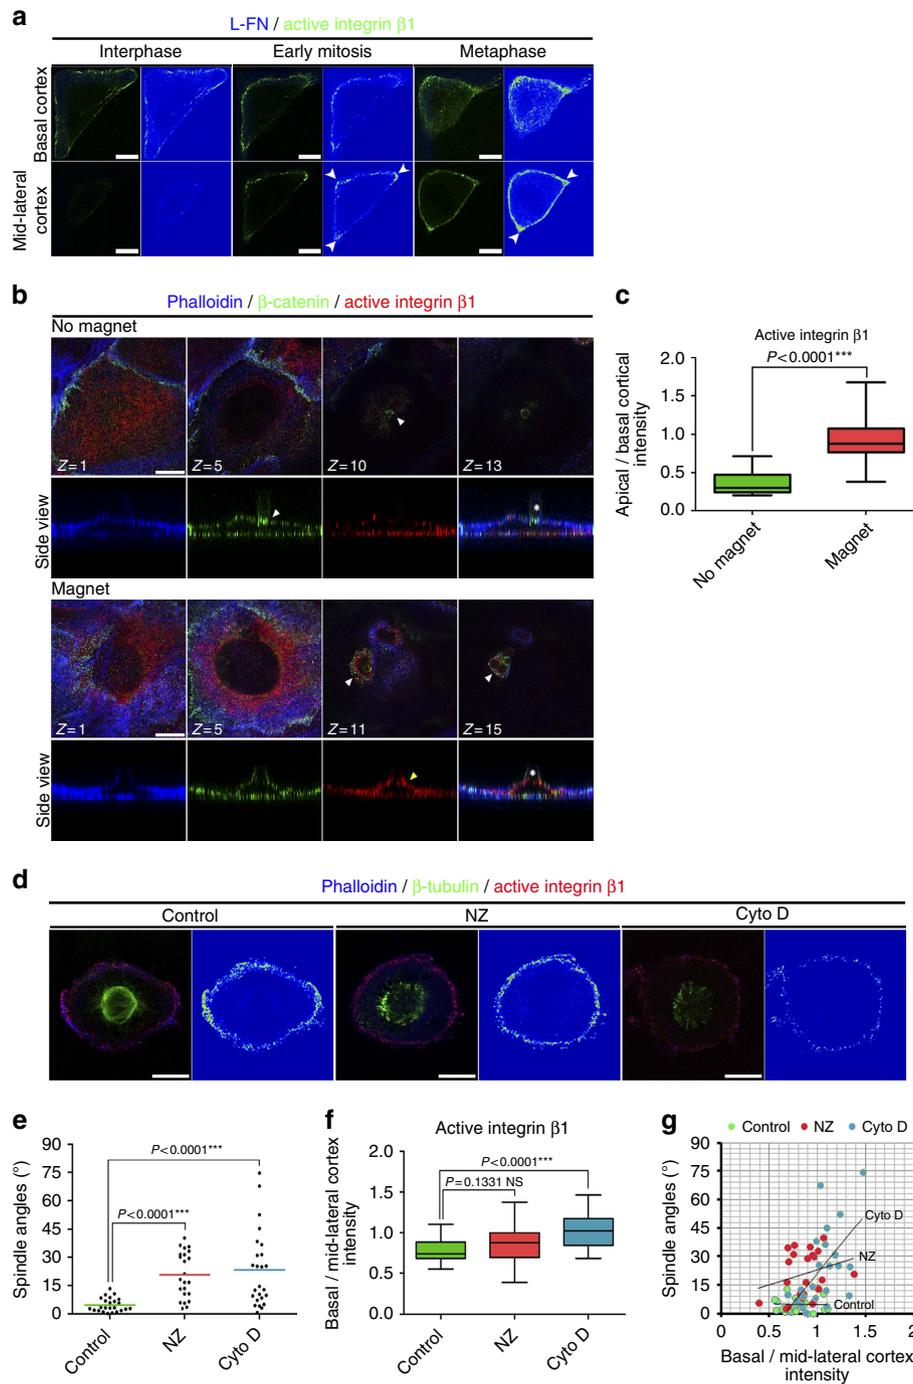 a
L-FN / active integrin β1
Interphase Early mitosis Metaphase
Basal cortex
Mid-lateral
cortex
b
Phalloidin / β-catenin / active integrin β1
No magnet
Z=1 Z=5 Z=10 Z=13
Side view
Magnet
Z=1 Z=5 Z=11 Z=15
Side view
c
Active integrin β1
P<0.0001***
Apical / basal cortical
intensity
2.0
1.5
1.0
0.5
0.0
No magnet
Magnet
d
Phalloidin / β-tubulin / active integrin β1
Control NZ Cyto D
e
Spindle angles (°)
90
75
60
45
30
15
0
P<0.0001***
P<0.0001***
Control
NZ
Cyto D
f
Active integrin β1
Basal / mid-lateral cortex
intensity
2.0
1.5
1.0
0.5
0.0
P<0.0001***
P=0.1331 NS
Control
NZ
Cyto D
g
Control NZ Cyto D
Spindle angles (°)
90
75
60
45
30
15
0
Cyto D
NZ
Control
0 0.5 1 1.5 2
Basal / mid-lateral cortex
intensity